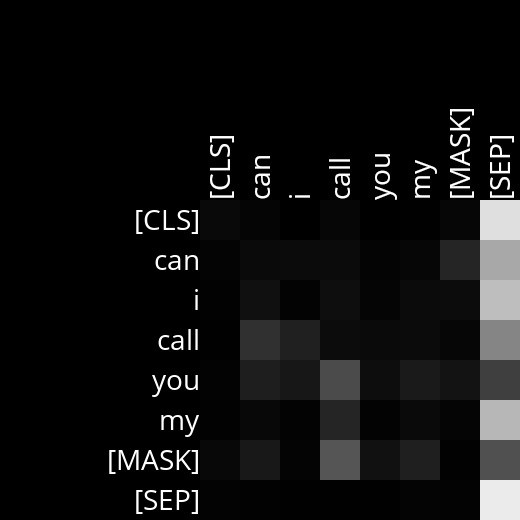 [CLS] can i call you my [MASK] [SEP]
[CLS]
can
i
call
you
my
[MASK]
[SEP]